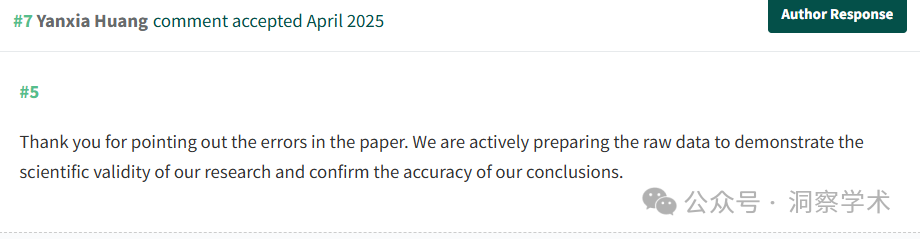 #7 Yanxia Huang comment accepted April 2025
Author Response
#5
Thank you for pointing out the errors in the paper. We are actively preparing the raw data to demonstrate the
scientific validity of our research and confirm the accuracy of our conclusions.
公众号 · 洞察学术